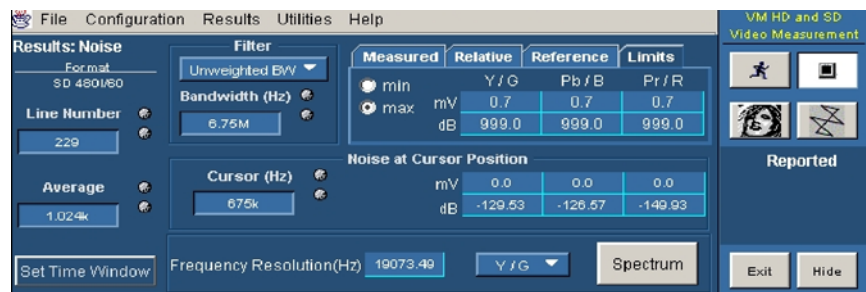 File Configuration Results Utilities Help
VM HD and SD
Video Measurement
Results: Noise
Format
SD 480I/60
Line Number
229
Average
1.024k
Set Time Window
Filter
Unweighted BW
Bandwidth (Hz)
6.75M
Measured Relative Reference Limits
min
max
Y/G Pb/B Pr/R
mV 0.7 0.7 0.7
dB 999.0 999.0 999.0
Noise at Cursor Position
Cursor (Hz)
675k
mV 0.0 0.0 0.0
dB -129.53 -126.57 -149.93
Frequency Resolution(Hz) 19073.49 Y/G Spectrum
Reported
Exit Hide